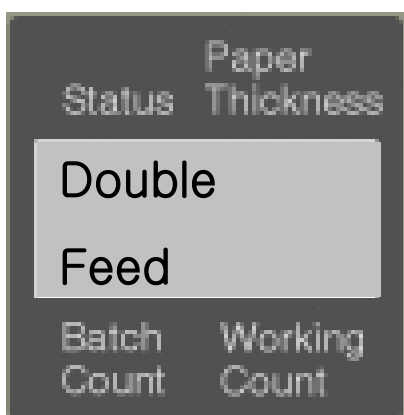 Status Paper Thickness
Double
Feed
Batch Count Working Count